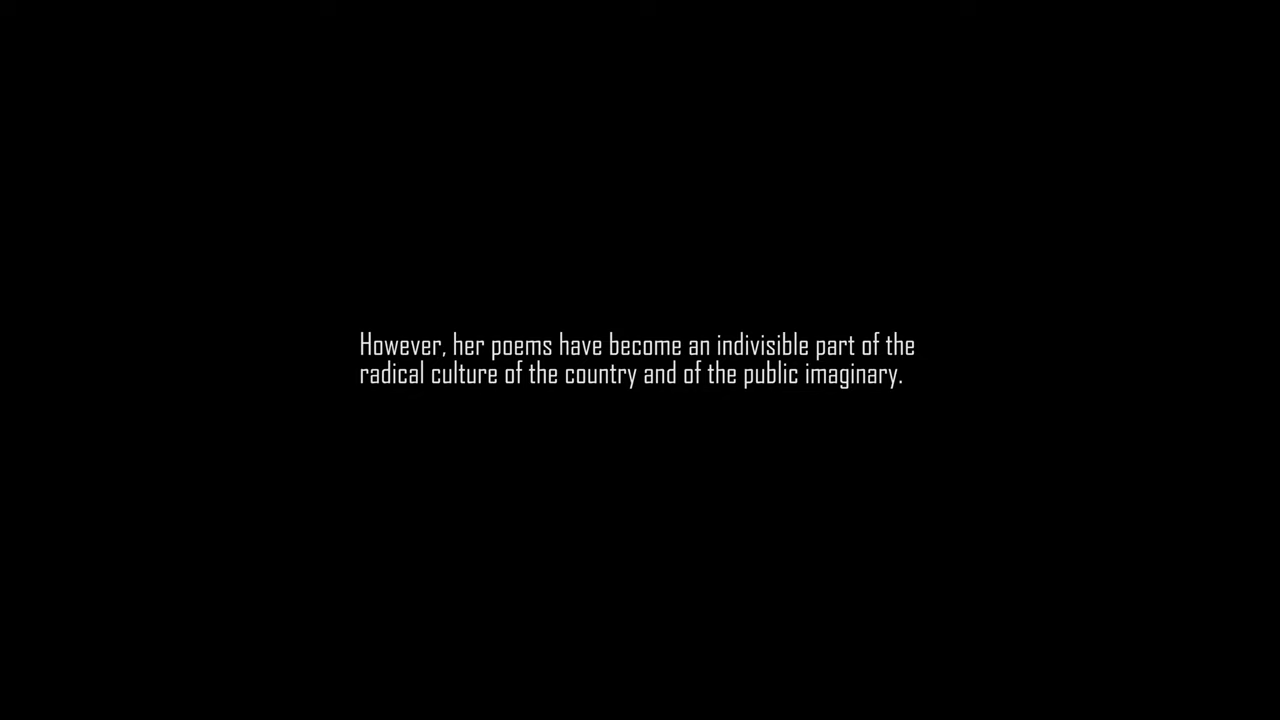 However, her poems have become an indivisible part of the
radical culture of the country and of the public imaginary.